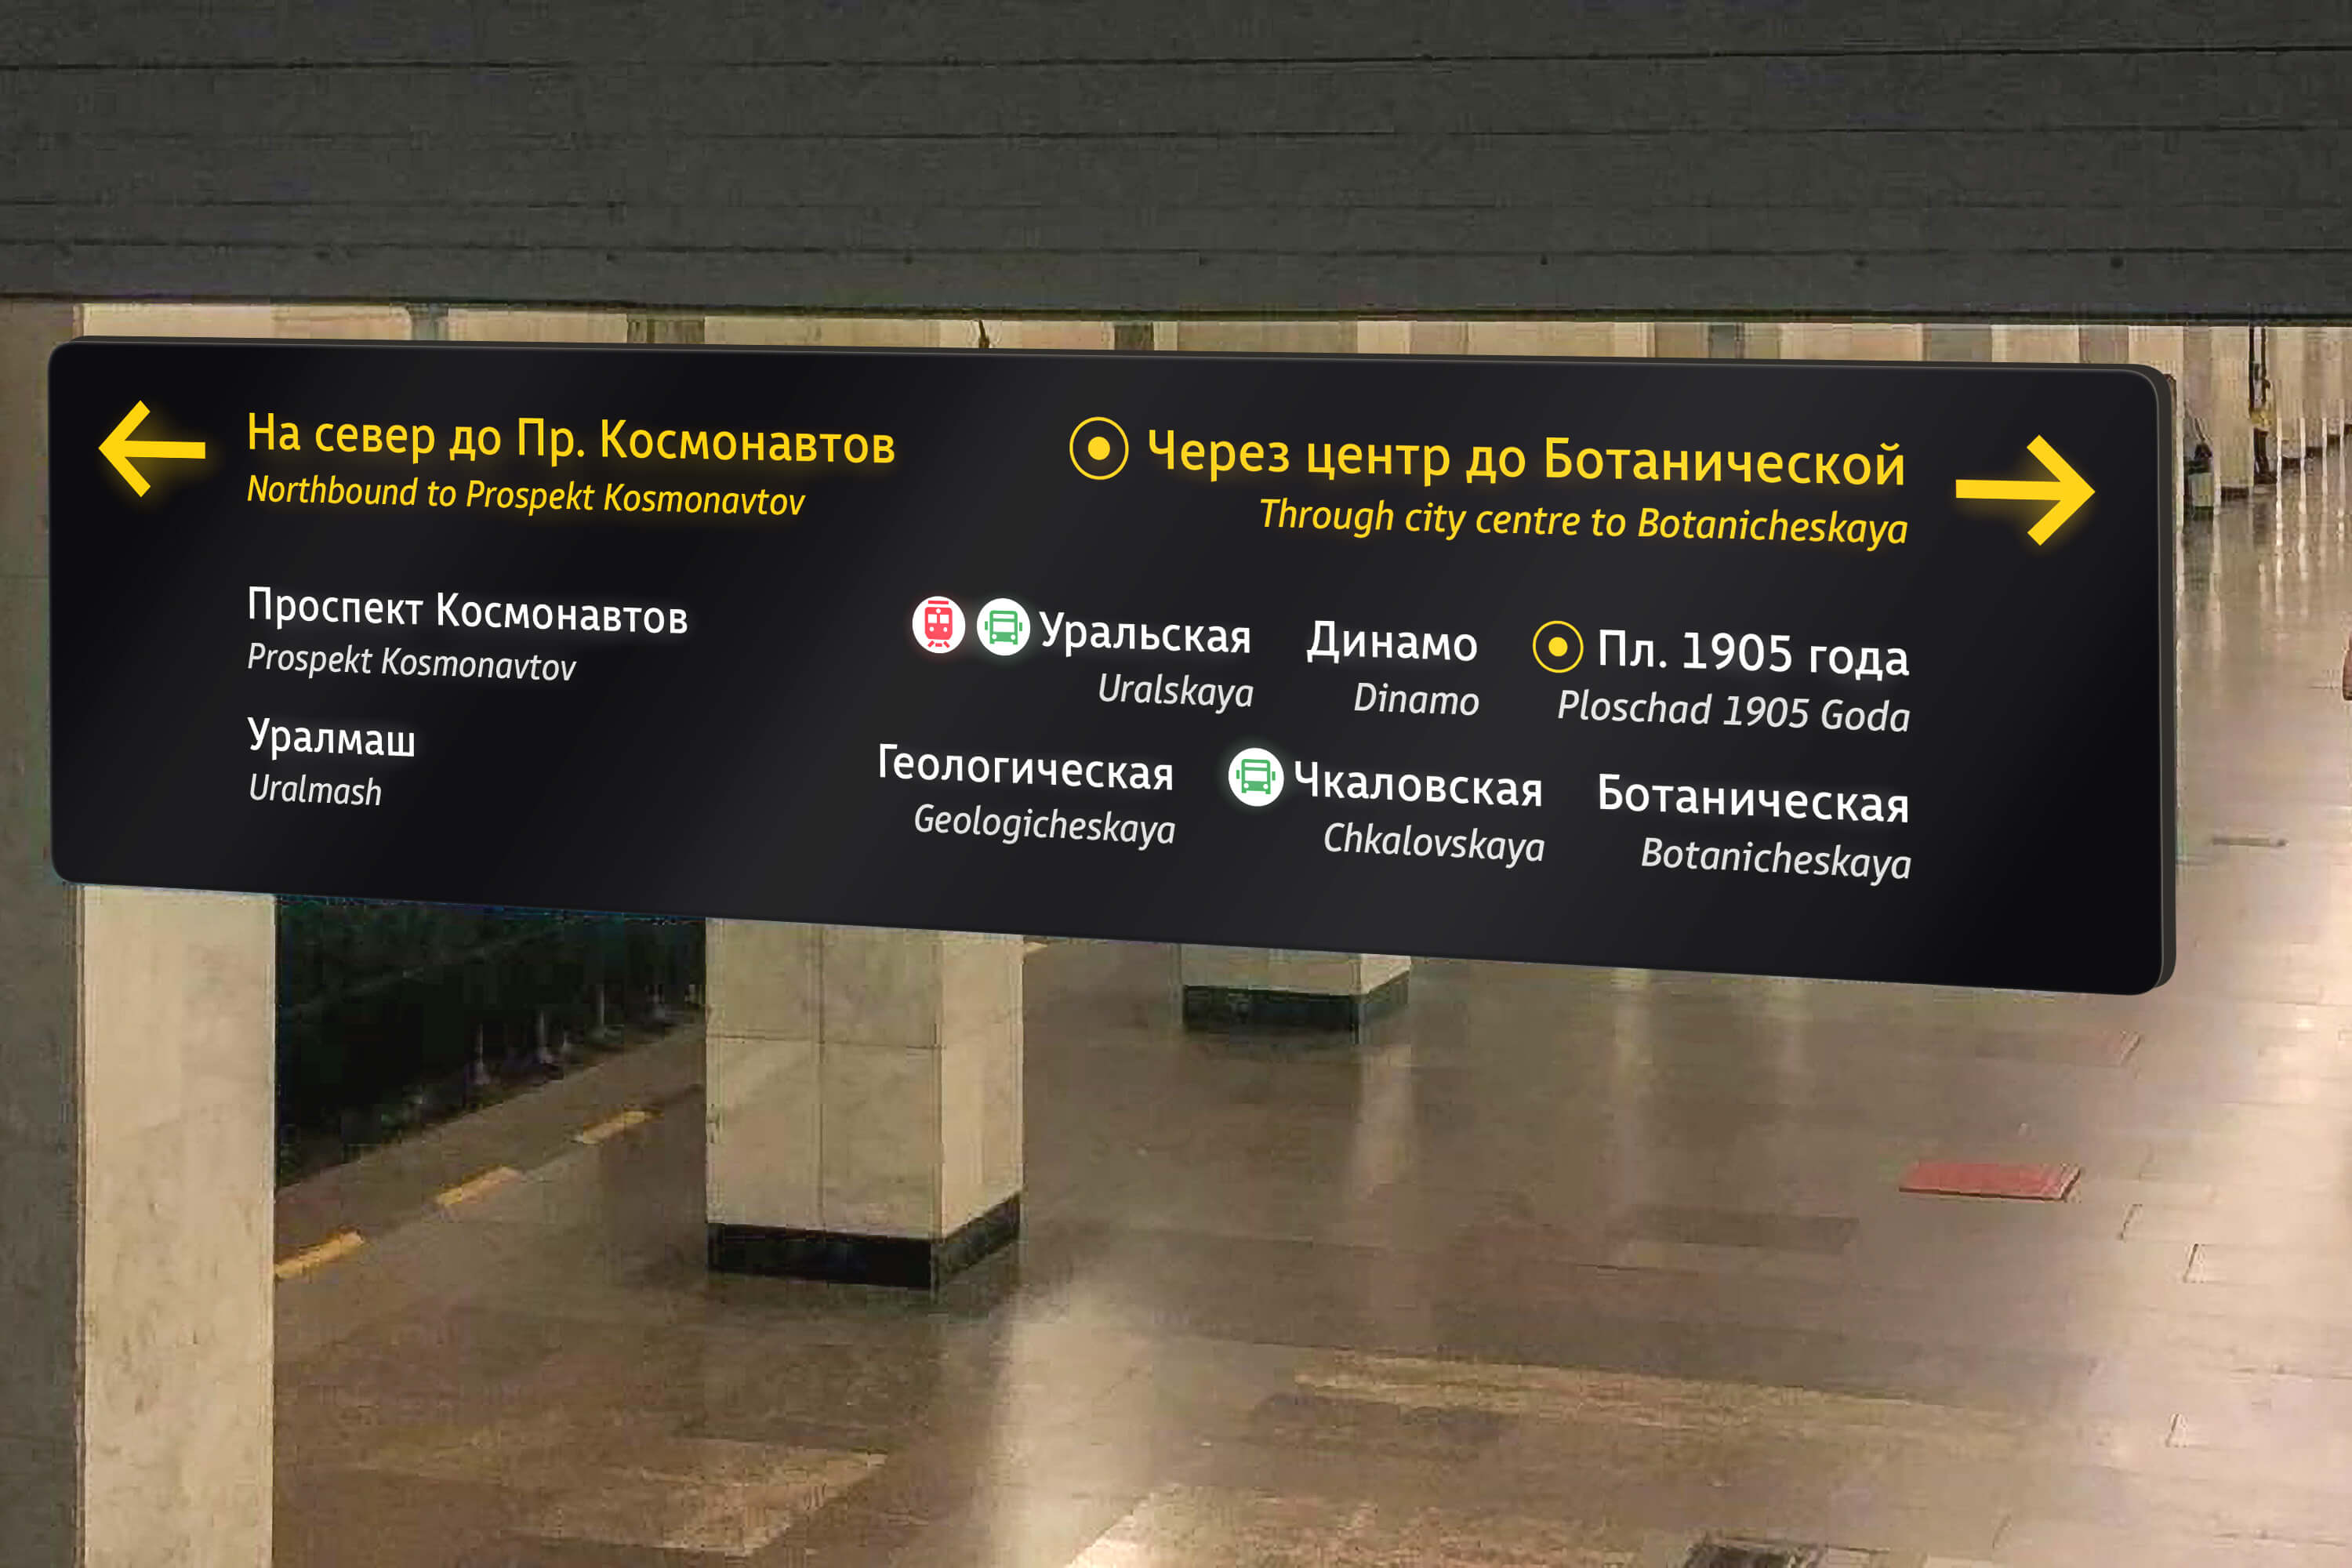 На север до Пр. Космонавтов
Northbound to Prospekt Kosmonavtov
Проспект Космонавтов
Prospekt Kosmonavtov
Уралмаш
Uralmash
Через центр до Ботанической
Through city centre to Botanicheskaya
Уральская Динамо Пл. 1905 года
Uralskaya Dinamo Ploschad 1905 Goda
Геологическая Чкаловская Ботаническая
Geologicheskaya Chkalovskaya Botanicheskaya